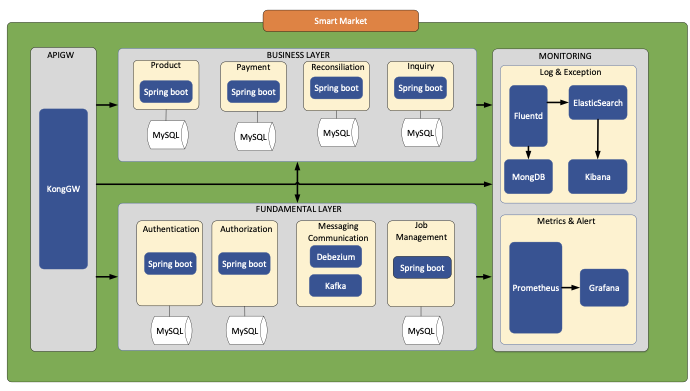 Smart Market
APIGW
KongGW
BUSINESS LAYER
Product
Spring boot
MySQL
Payment
Spring boot
MySQL
Reconsiliation
Spring boot
MySQL
Inquiry
Spring boot
MySQL
FUNDAMENTAL LAYER
Authentication
Spring boot
MySQL
Authorization
Spring boot
MySQL
Messaging
Communication
Debezium
Kafka
Job
Management
Spring boot
MySQL
MONITORING
Log & Exception
Fluentd
ElasticSearch
MongDB
Kibana
Metrics & Alert
Prometheus
Grafana